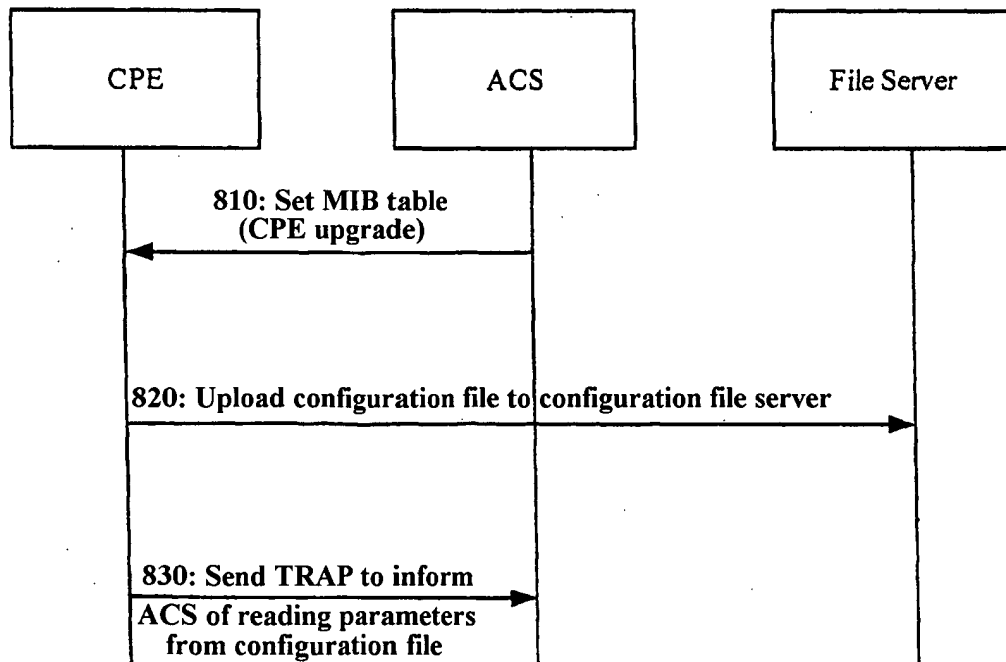 CPE
ACS
File Server
810: Set MIB table
(CPE upgrade)
820: Upload configuration file to configuration file server
830: Send TRAP to inform
ACS of reading parameters
from configuration file